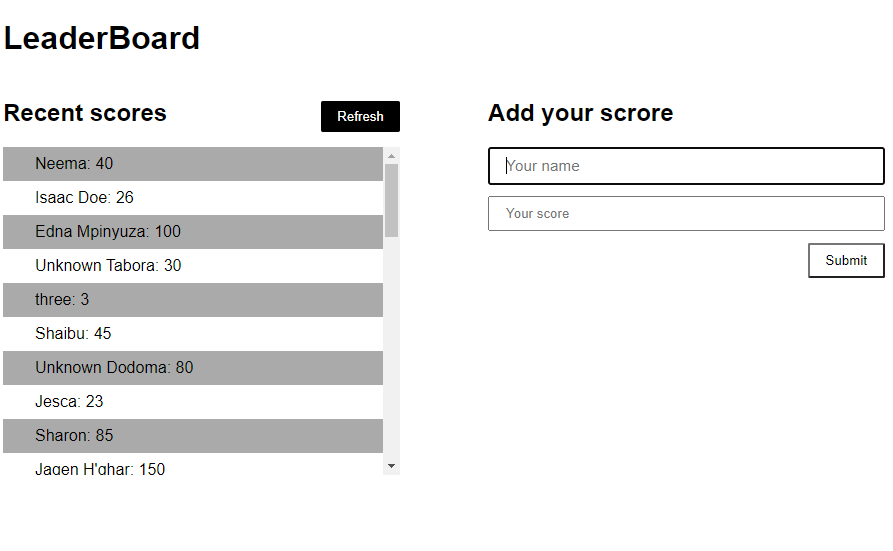 LeaderBoard
Recent scores
Refresh
Neema: 40
Isaac Doe: 26
Edna Mpinyuza: 100
Unknown Tabora: 30
three: 3
Shaibu: 45
Unknown Dodoma: 80
Jesca: 23
Sharon: 85
Jagen H'ghar: 150
Add your scrore
Your name
Your score
Submit